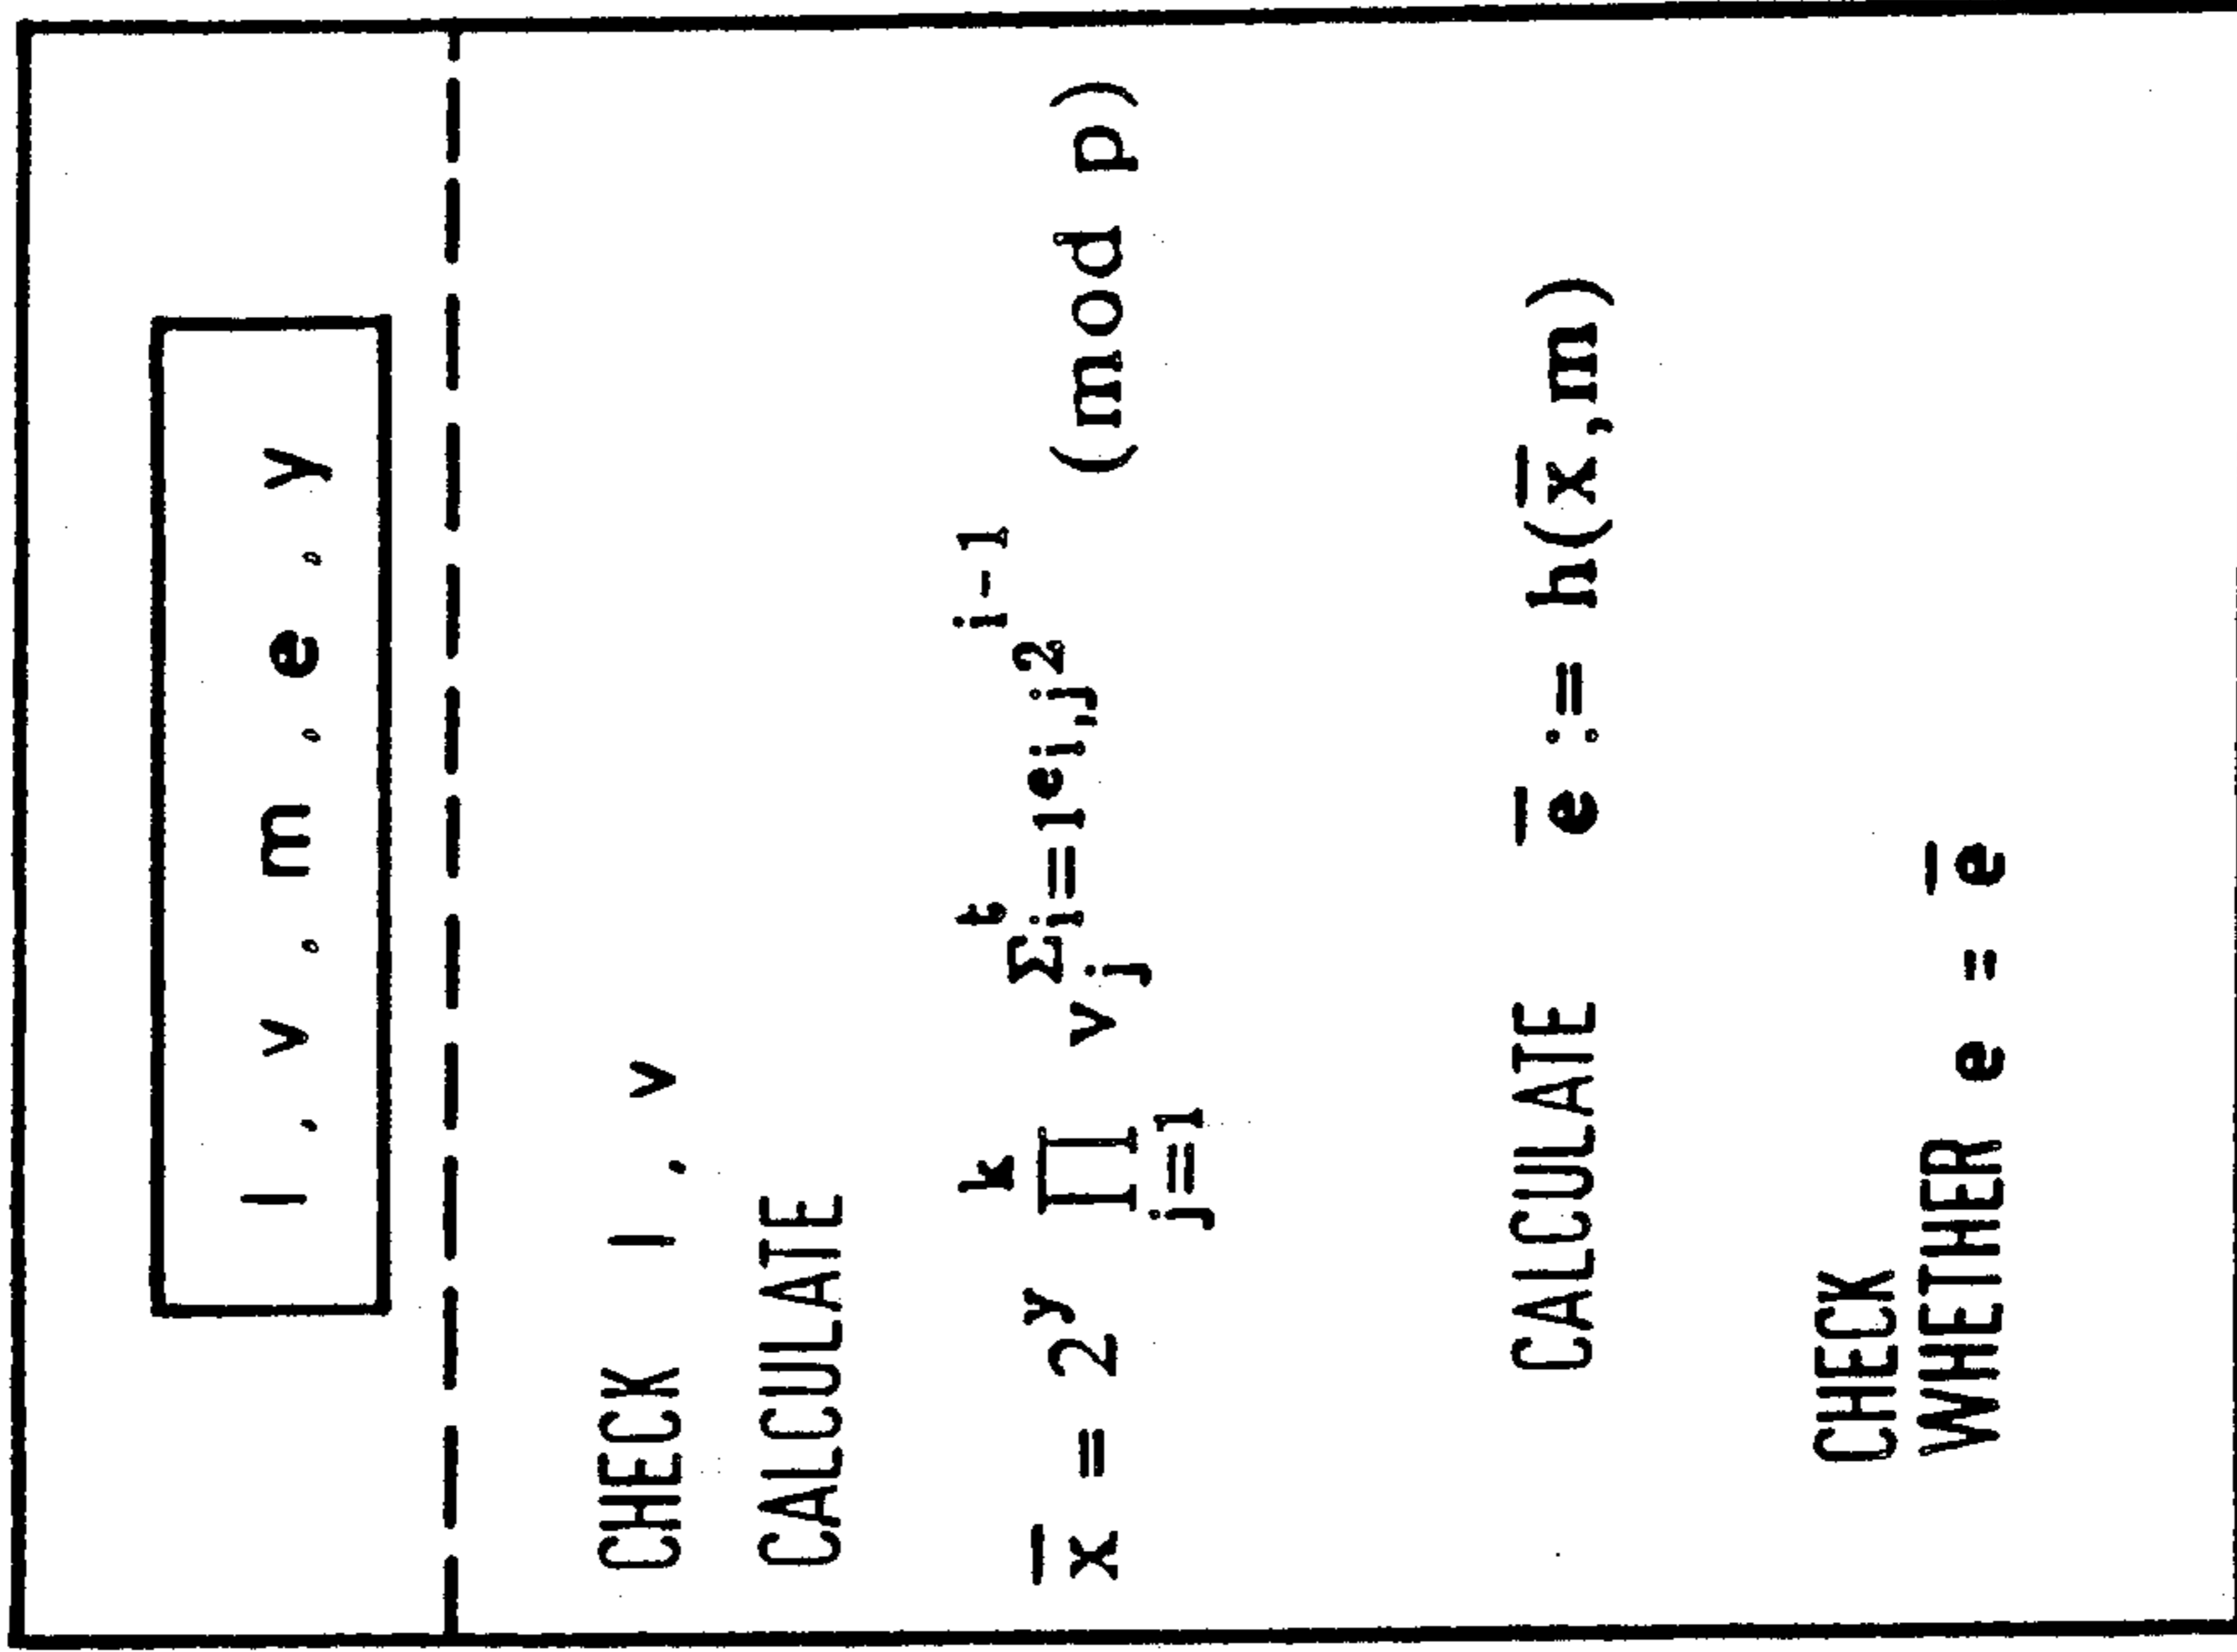 I, v, m, e, y
CHECK I, v
CALCULATE
x̅ = 2^y ∏_{j=1}^{k} v_j^{Σ_{i=1}^{t} e_{i,j} 2^{i-1}} (mod p)
CALCULATE e̅ := h(x̅,m)
CHECK
WHETHER e = e̅